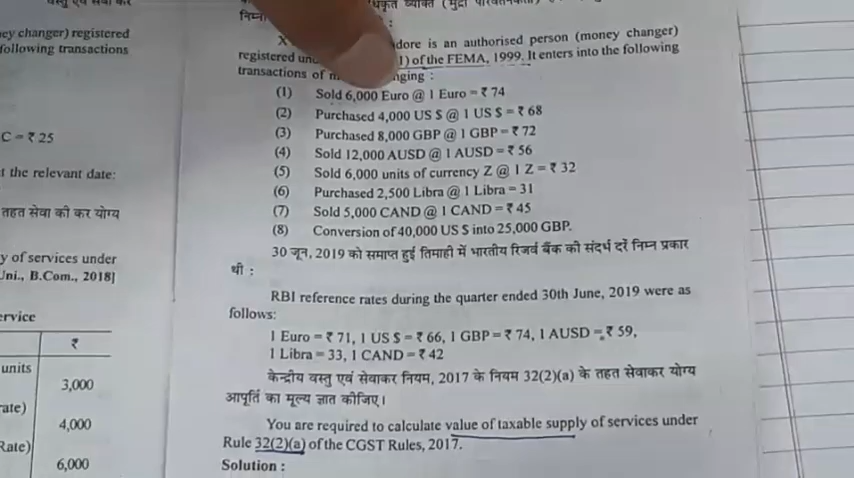 वस्तु एवं सेवा कर
ey changer) registered
following transactions
C = ₹ 25
t the relevant date:
तहत सेवा की कर योग्य
y of services under
Uni., B.Com., 2018]
ervice
₹
units
3,000
rate)
4,000
Rate)
6,000
निम्न
X dore is an authorised person (money changer)
registered und 1) of the FEMA, 1999. It enters into the following
transactions of m nging :
(1) Sold 6,000 Euro @ 1 Euro = ₹ 74
(2) Purchased 4,000 US $ @ 1 US $ = ₹ 68
(3) Purchased 8,000 GBP @ 1 GBP = ₹ 72
(4) Sold 12,000 AUSD @ 1 AUSD = ₹ 56
(5) Sold 6,000 units of currency Z @ 1 Z = ₹ 32
(6) Purchased 2,500 Libra @ 1 Libra = 31
(7) Sold 5,000 CAND @ 1 CAND = ₹ 45
(8) Conversion of 40,000 US $ into 25,000 GBP.
30 जून, 2019 को समाप्त हुई तिमाही में भारतीय रिजर्व बैंक की संदर्भ दरें निम्न प्रकार
थी :
RBI reference rates during the quarter ended 30th June, 2019 were as
follows:
1 Euro = ₹ 71, 1 US $ = ₹ 66, 1 GBP = ₹ 74, 1 AUSD = ₹ 59,
1 Libra = 33, 1 CAND = ₹ 42
केन्द्रीय वस्तु एवं सेवाकर नियम, 2017 के नियम 32(2)(a) के तहत सेवाकर योग्य
आपूर्ति का मूल्य ज्ञात कीजिए।
You are required to calculate value of taxable supply of services under
Rule 32(2)(a) of the CGST Rules, 2017.
Solution :